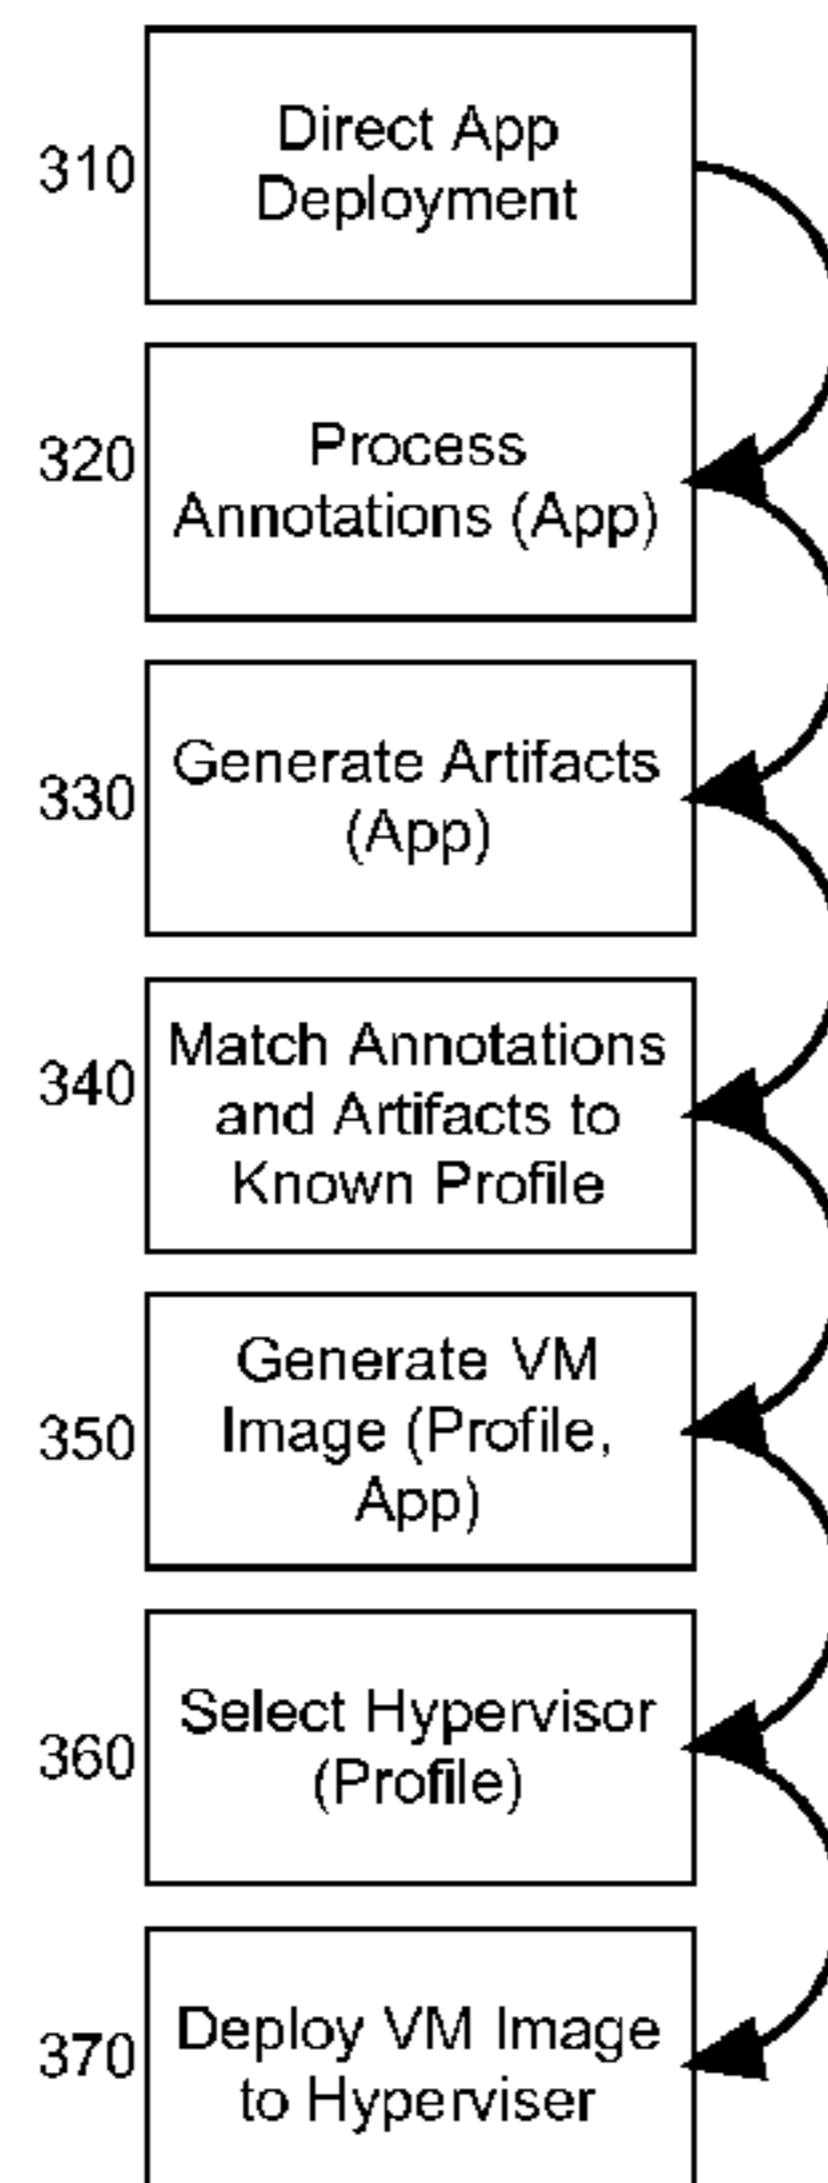 Direct App
310
Deployment
Process
320
Annotations (App)
Generate Artifacts
330
(App)
Match Annotations
340
and Artifacts to
Known Profile
Generate VM
350
Image (Profile,
App)
Select Hypervisor
360
(Profile)
Deploy VM Image
370
to Hyperviser